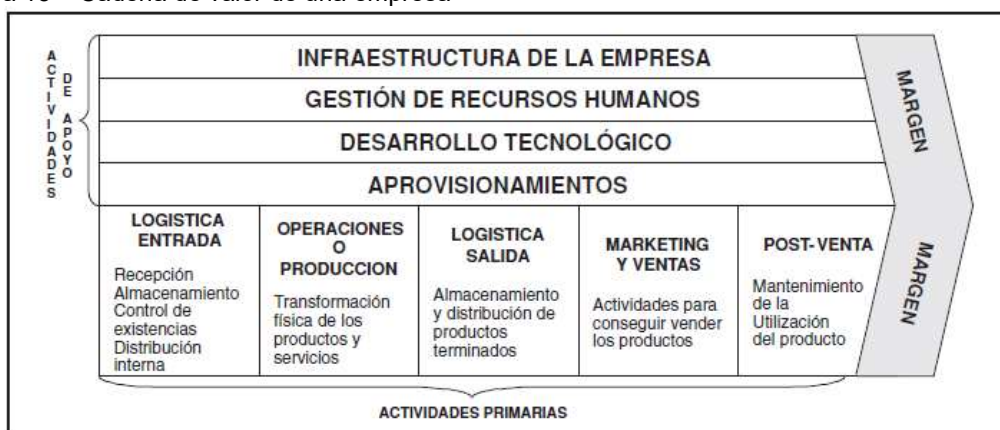 Cadena de valor de una empresa
ACTIVIDADES
DE APOYO
INFRAESTRUCTURA DE LA EMPRESA
GESTIÓN DE RECURSOS HUMANOS
DESARROLLO TECNOLÓGICO
APROVISIONAMIENTOS
MARGEN
LOGISTICA
ENTRADA
Recepción
Almacenamiento
Control de
existencias
Distribución
interna
OPERACIONES
O
PRODUCCION
Transformación
física de los
productos y
servicios
LOGISTICA
SALIDA
Almacenamiento
y distribución de
productos
terminados
MARKETING
Y VENTAS
Actividades para
conseguir vender
los productos
POST-VENTA
Mantenimiento
de la
Utilización
del producto
MARGEN
ACTIVIDADES PRIMARIAS